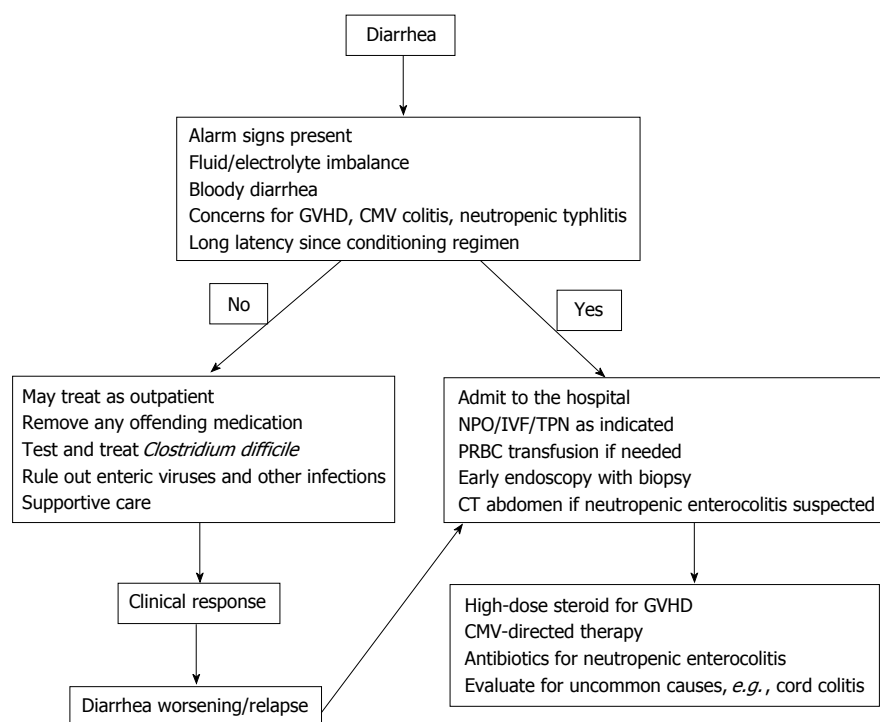 Diarrhea
Alarm signs present
Fluid/electrolyte imbalance
Bloody diarrhea
Concerns for GVHD, CMV colitis, neutropenic typhlitis
Long latency since conditioning regimen
No
Yes
May treat as outpatient
Remove any offending medication
Test and treat Clostridium difficile
Rule out enteric viruses and other infections
Supportive care
Admit to the hospital
NPO/IVF/TPN as indicated
PRBC transfusion if needed
Early endoscopy with biopsy
CT abdomen if neutropenic enterocolitis suspected
Clinical response
Diarrhea worsening/relapse
High-dose steroid for GVHD
CMV-directed therapy
Antibiotics for neutropenic enterocolitis
Evaluate for uncommon causes, e.g., cord colitis